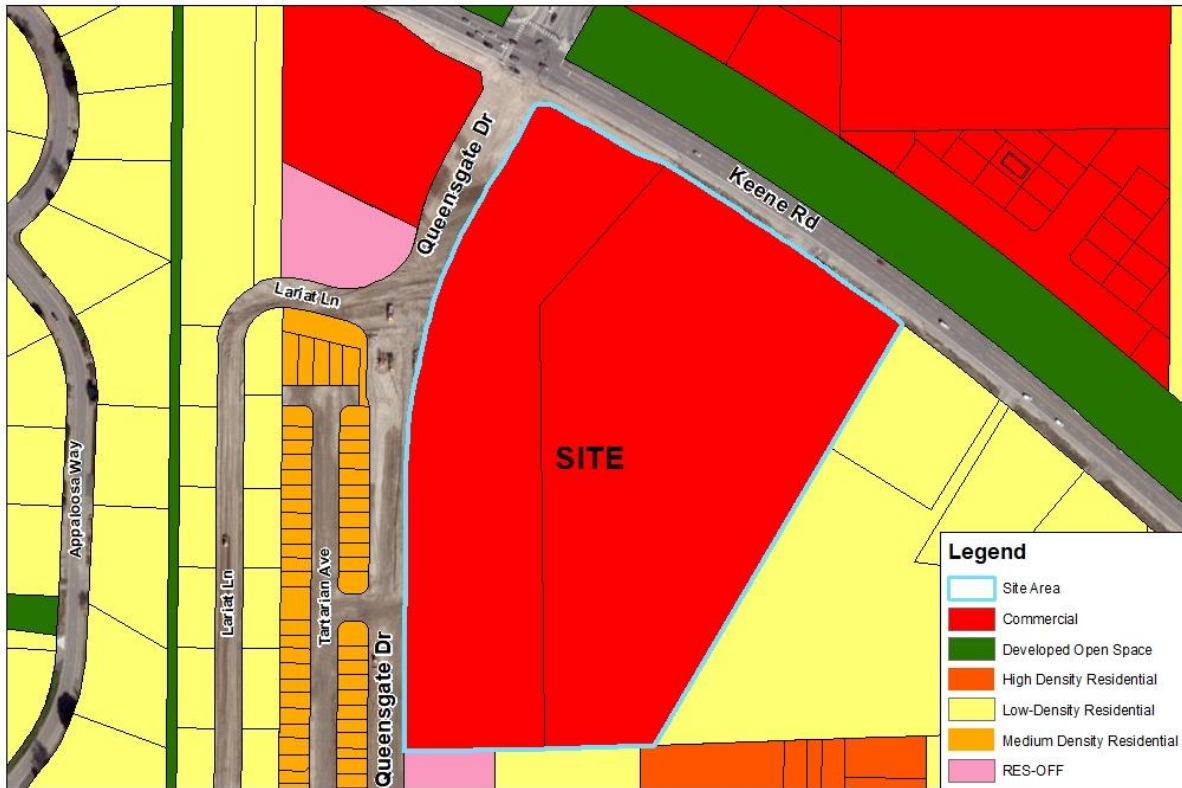 Queensgate Dr
Keene Rd
Lariat Ln
SITE
Appaloosa Way
Lariat Ln
Tartarian Ave
Queensgate Dr
Legend
Site Area
Commercial
Developed Open Space
High Density Residential
Low-Density Residential
Medium Density Residential
RES-OFF